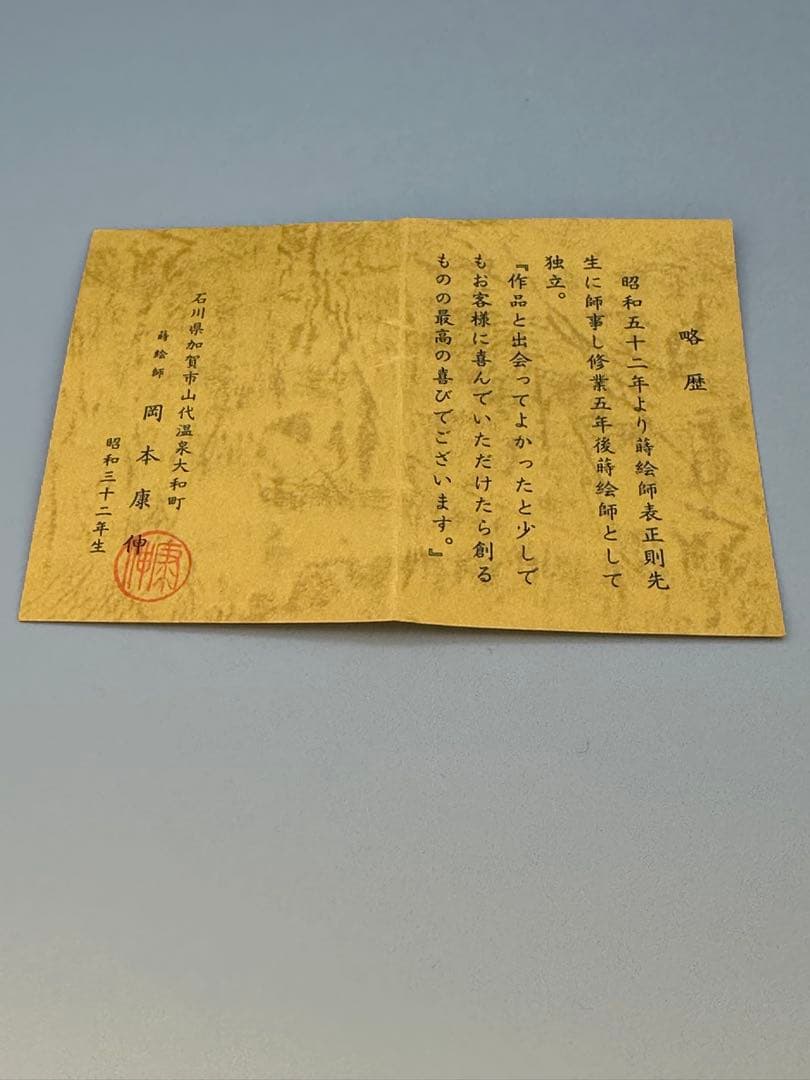 略歴
昭和五十二年より蒔絵師表正則先
生に師事し修業五年後蒔絵師として
独立。
『作品と出会ってよかったと少しで
もお客様に喜んでいただけたら創る
ものの最高の喜びでございます。』
石川県加賀市山代温泉大和町
蒔絵師 岡本康伸
昭和三十二年生
康伸